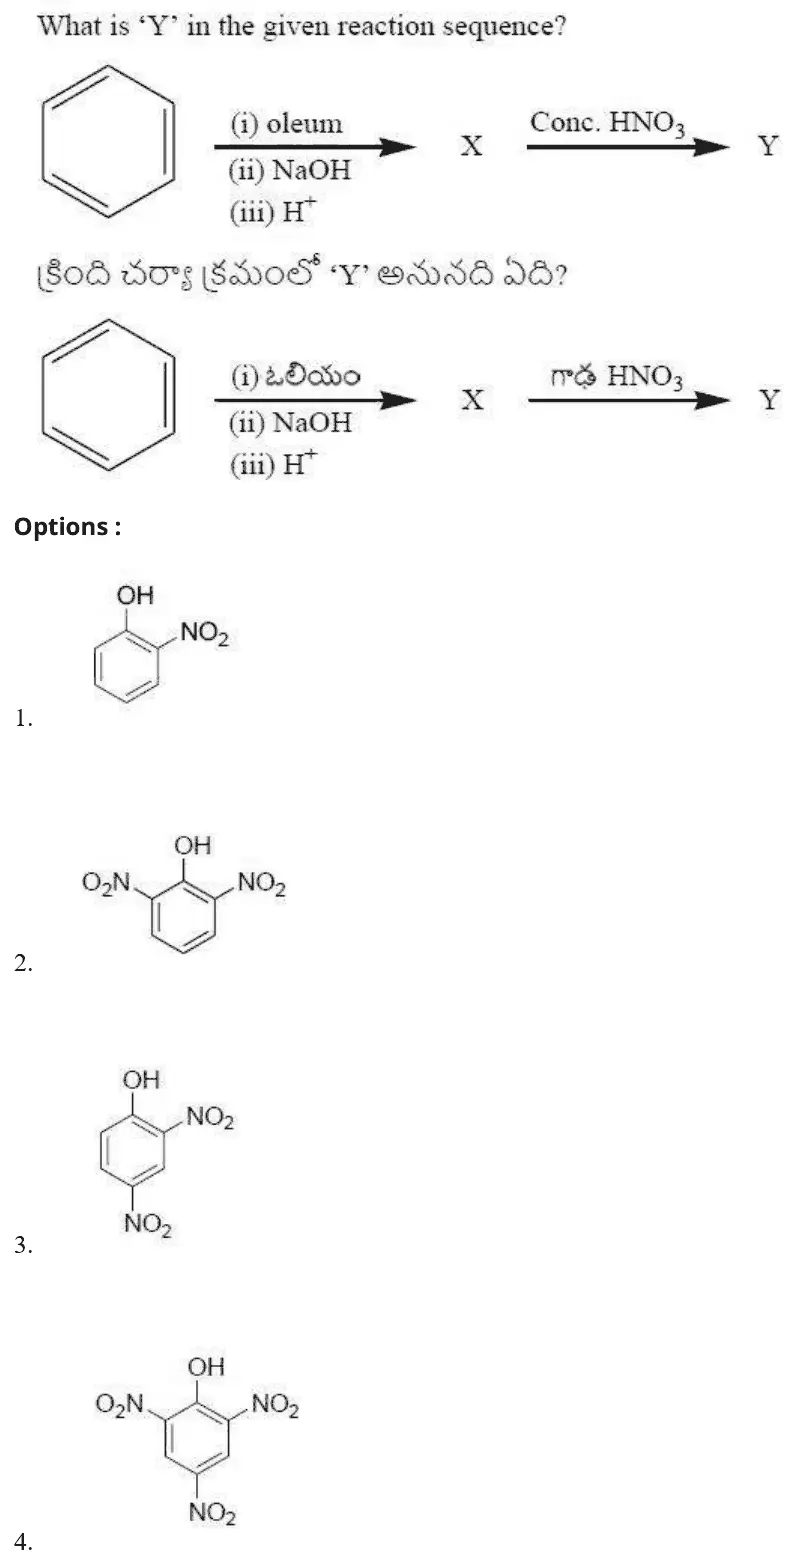 What is ‘Y’ in the given reaction sequence?
(i) oleum
(ii) NaOH
(iii) H⁺
X
Conc. HNO₃
Y
క్రింది చర్యా క్రమంలో ‘Y’ అనునది ఏది?
(i) ఓలియం
(ii) NaOH
(iii) H⁺
X
గాఢ HNO₃
Y
Options :
OH
NO₂
1.
OH
O₂N
NO₂
2.
OH
NO₂
NO₂
3.
OH
O₂N
NO₂
NO₂
4.